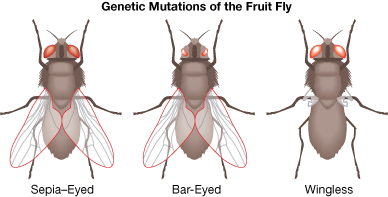 Genetic Mutations of the Fruit Fly
Sepia–Eyed
Bar-Eyed
Wingless